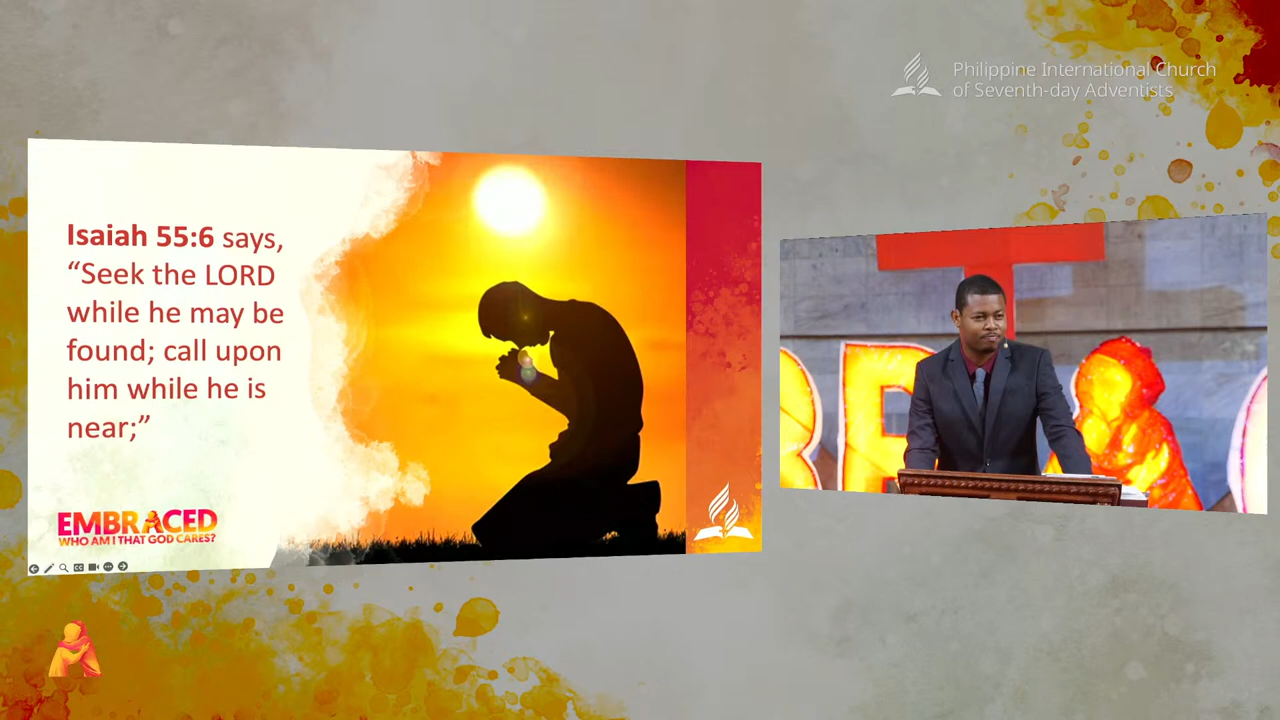 Philippine International Church
of Seventh-day Adventists
Isaiah 55:6 says,
“Seek the LORD
while he may be
found; call upon
him while he is
near;”
EMBRACED
WHO AM I THAT GOD CARES?